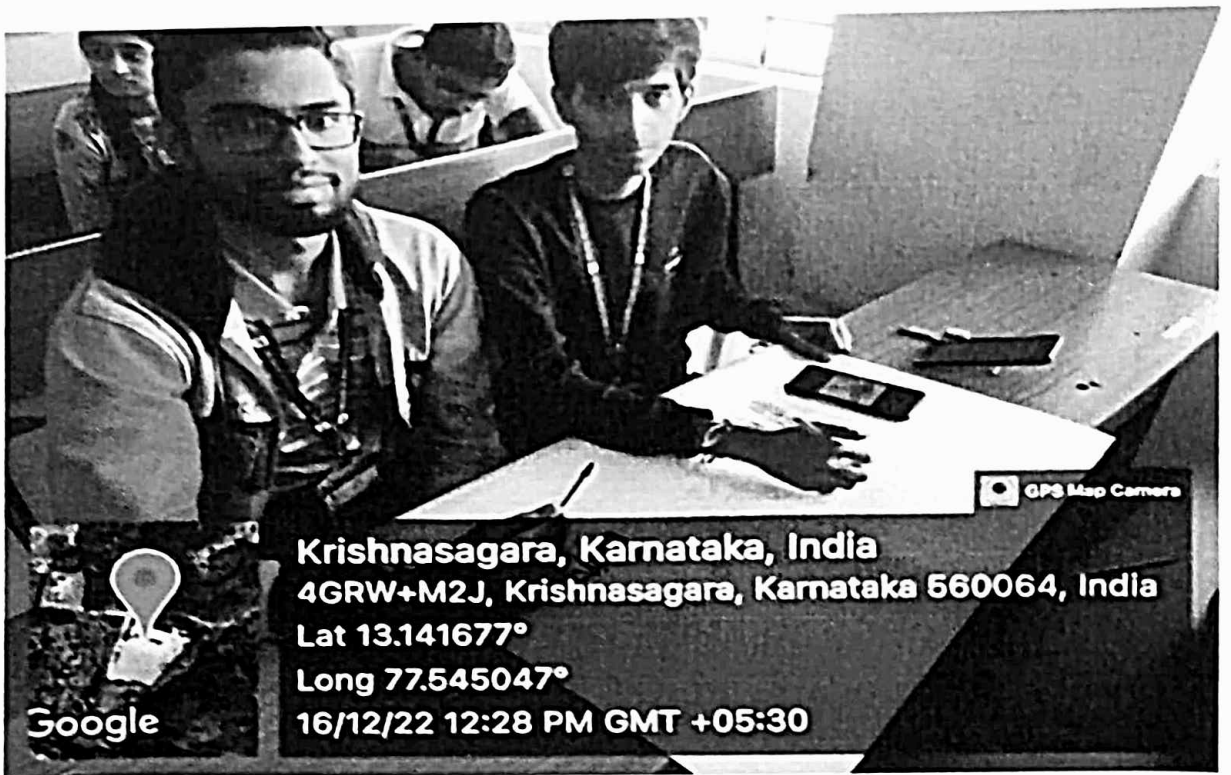 GPS Map Camera
Krishnasagara, Karnataka, India
4GRW+M2J, Krishnasagara, Karnataka 560064, India
Lat 13.141677°
Long 77.545047°
16/12/22 12:28 PM GMT +05:30
Google